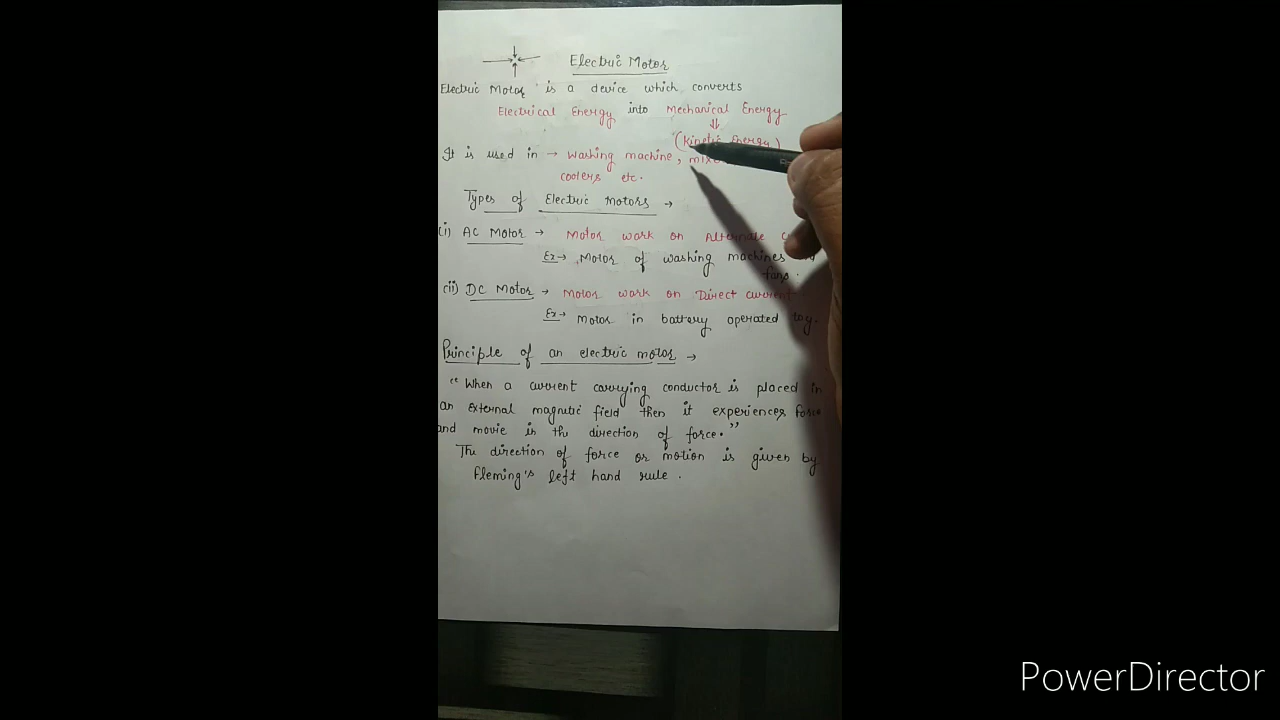 Electric Motor
Electric Motor is a device which converts
Electrical Energy into Mechanical Energy
⇓
(Kinetic Energy)
It is used in → Washing machine,
coolers etc.
Types of Electric Motors →
(i) AC Motor → Motor work on Alternate
Ex→ Motor of washing machines
fans.
(ii) DC Motor → Motor work on Direct current
Ex→ Motor in battery operated toy.
Principle of an electric motor →
"When a current carrying conductor is placed in
an external magnetic field then it experiences force
and movie in the direction of force."
The direction of force or motion is given by
Fleming's left hand rule.
PowerDirector